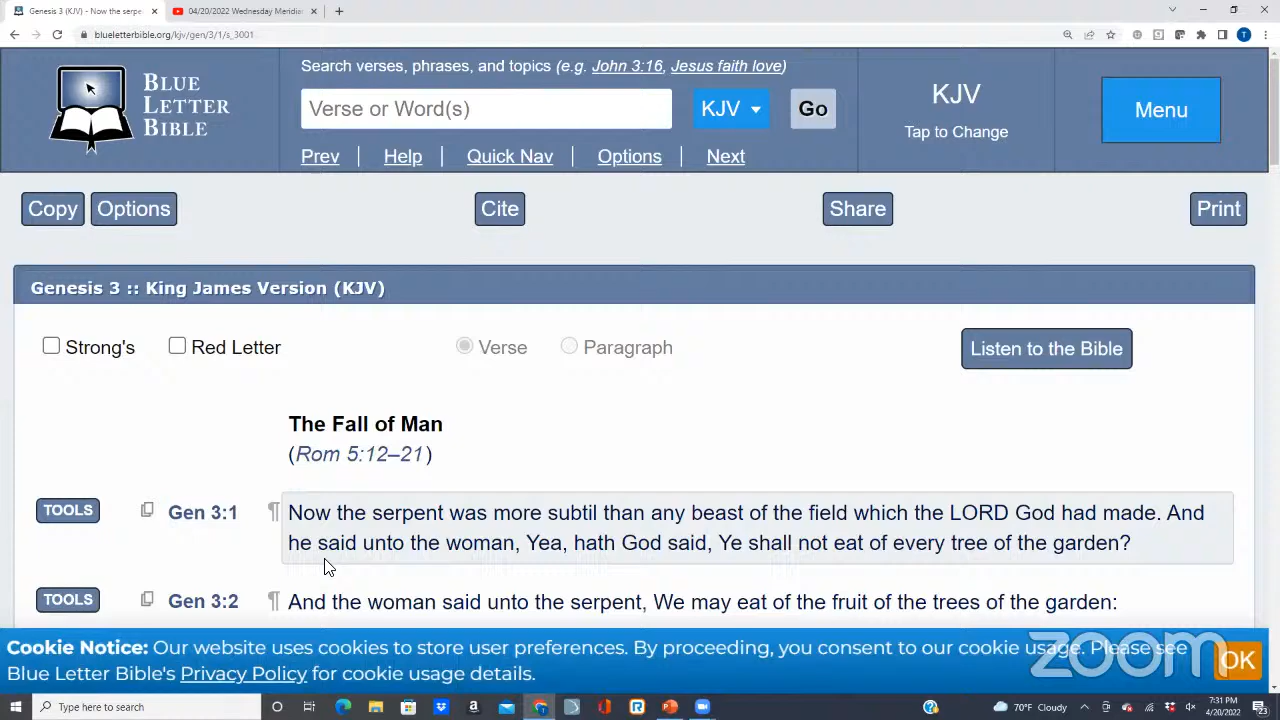 Genesis 3 (KJV) - Now the serpe
04/20/2022 Wednesday Meridia
blueletterbible.org/kjv/gen/3/1/s_3001
BLUE
LETTER
BIBLE
Search verses, phrases, and topics (e.g. John 3:16, Jesus faith love)
Verse or Word(s)
KJV
Go
Prev
Help
Quick Nav
Options
Next
KJV
Tap to Change
Menu
Copy
Options
Cite
Share
Print
Genesis 3 :: King James Version (KJV)
Strong's
Red Letter
Verse
Paragraph
Listen to the Bible
The Fall of Man
(Rom 5:12–21)
TOOLS
Gen 3:1
¶ Now the serpent was more subtil than any beast of the field which the LORD God had made. And
he said unto the woman, Yea, hath God said, Ye shall not eat of every tree of the garden?
TOOLS
Gen 3:2
¶ And the woman said unto the serpent, We may eat of the fruit of the trees of the garden:
Cookie Notice: Our website uses cookies to store user preferences. By proceeding, you consent to our cookie usage. Please see
Blue Letter Bible's Privacy Policy for cookie usage details.
OK
zoom
Type here to search
70°F Cloudy
7:31 PM
4/20/2022
23